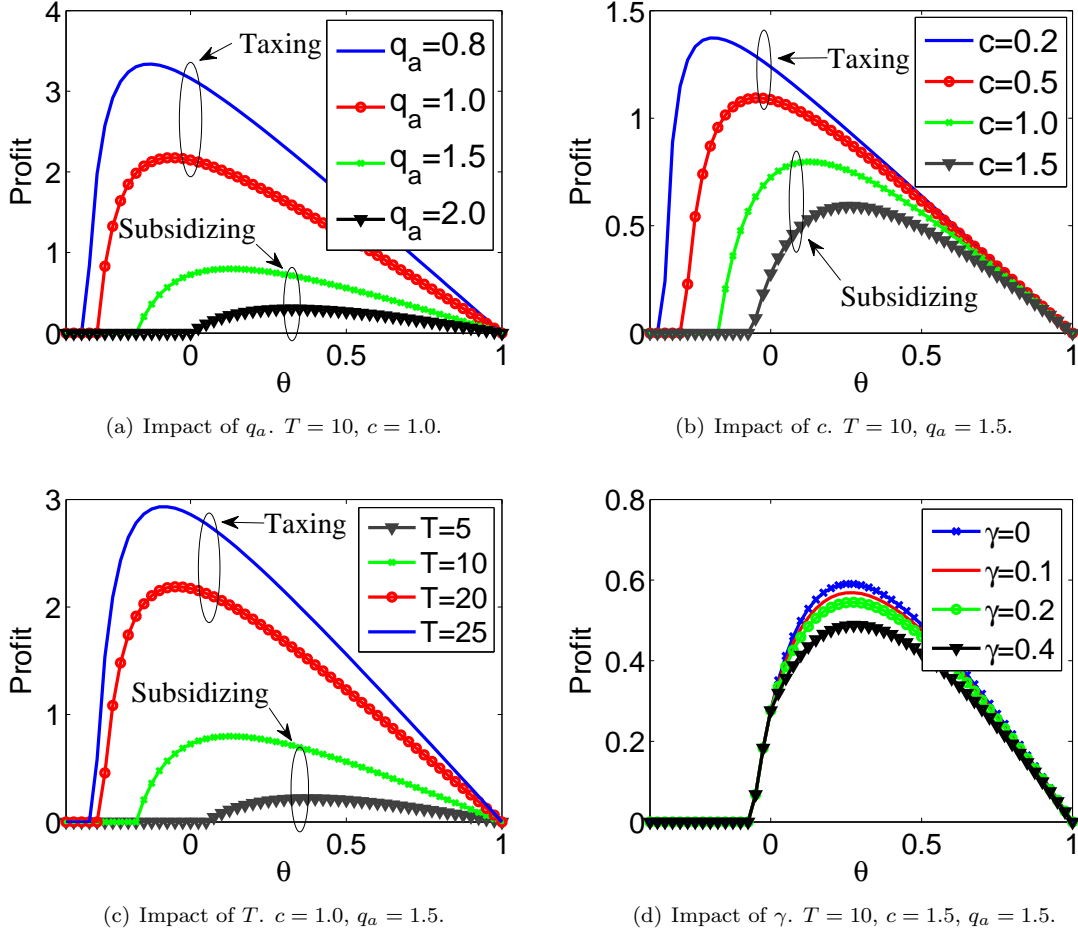 4
3
2
1
0
Profit
0
0.5
1
θ
Taxing
Subsidizing
q_a=0.8
q_a=1.0
q_a=1.5
q_a=2.0
(a) Impact of q_a. T = 10, c = 1.0.
1.5
1
0.5
0
Profit
0
0.5
1
θ
Taxing
Subsidizing
c=0.2
c=0.5
c=1.0
c=1.5
(b) Impact of c. T = 10, q_a = 1.5.
3
2
1
0
Profit
0
0.5
1
θ
Taxing
Subsidizing
T=5
T=10
T=20
T=25
(c) Impact of T. c = 1.0, q_a = 1.5.
0.8
0.6
0.4
0.2
0
Profit
0
0.5
1
θ
γ=0
γ=0.1
γ=0.2
γ=0.4
(d) Impact of γ. T = 10, c = 1.5, q_a = 1.5.